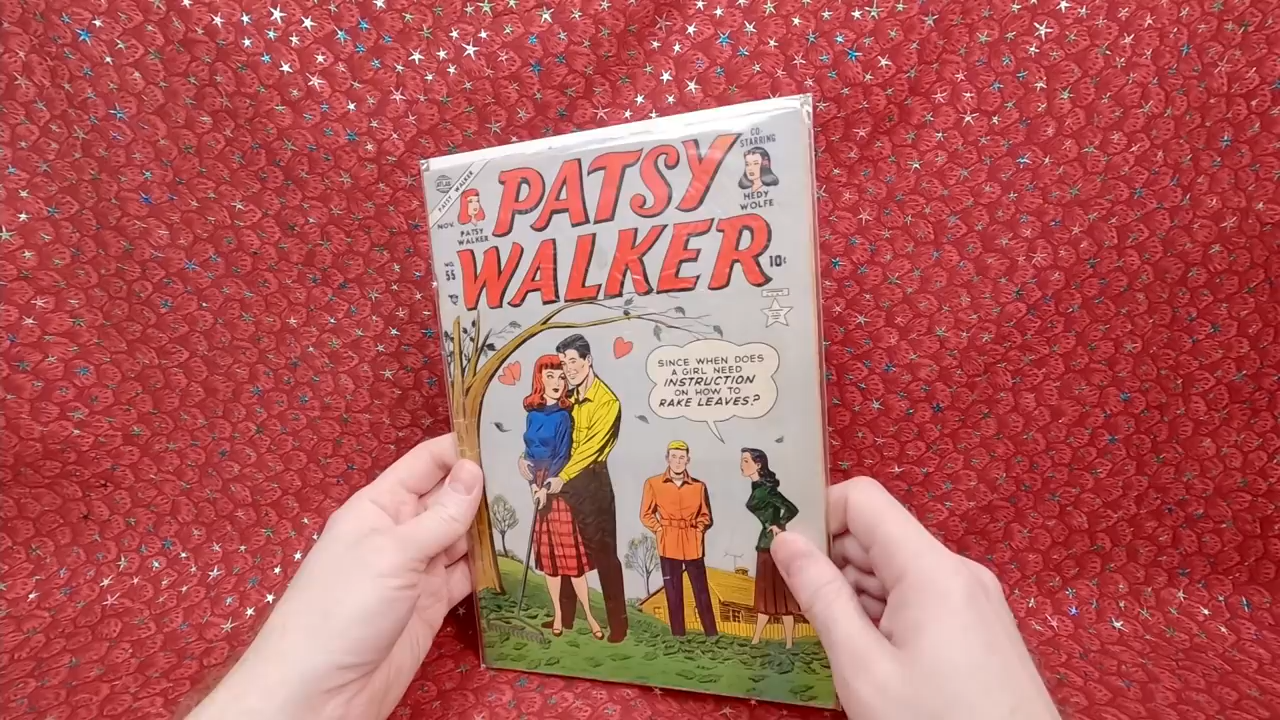 ATLAS
PATSY WALKER
CO-
STARRING
PATSY
WALKER
HEDY
WOLFE
NOV.
PATSY
WALKER
NO.
55
10¢
SINCE WHEN DOES
A GIRL NEED
INSTRUCTION
ON HOW TO
RAKE LEAVES?